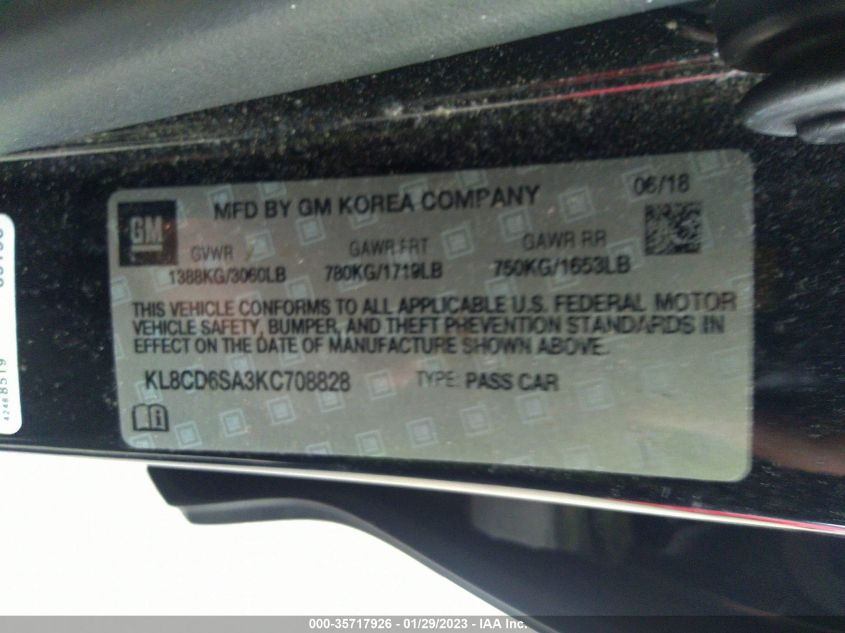 GM
MFD BY GM KOREA COMPANY
06/18
GVWR GAWR FRT GAWR RR
1388KG/3060LB 780KG/1719LB 750KG/1653LB
THIS VEHICLE CONFORMS TO ALL APPLICABLE U.S. FEDERAL MOTOR
VEHICLE SAFETY, BUMPER, AND THEFT PREVENTION STANDARDS IN
EFFECT ON THE DATE OF MANUFACTURE SHOWN ABOVE.
KL8CD6SA3KC708828 TYPE: PASS CAR
42488519
000-35717926 - 01/29/2023 - IAA Inc.